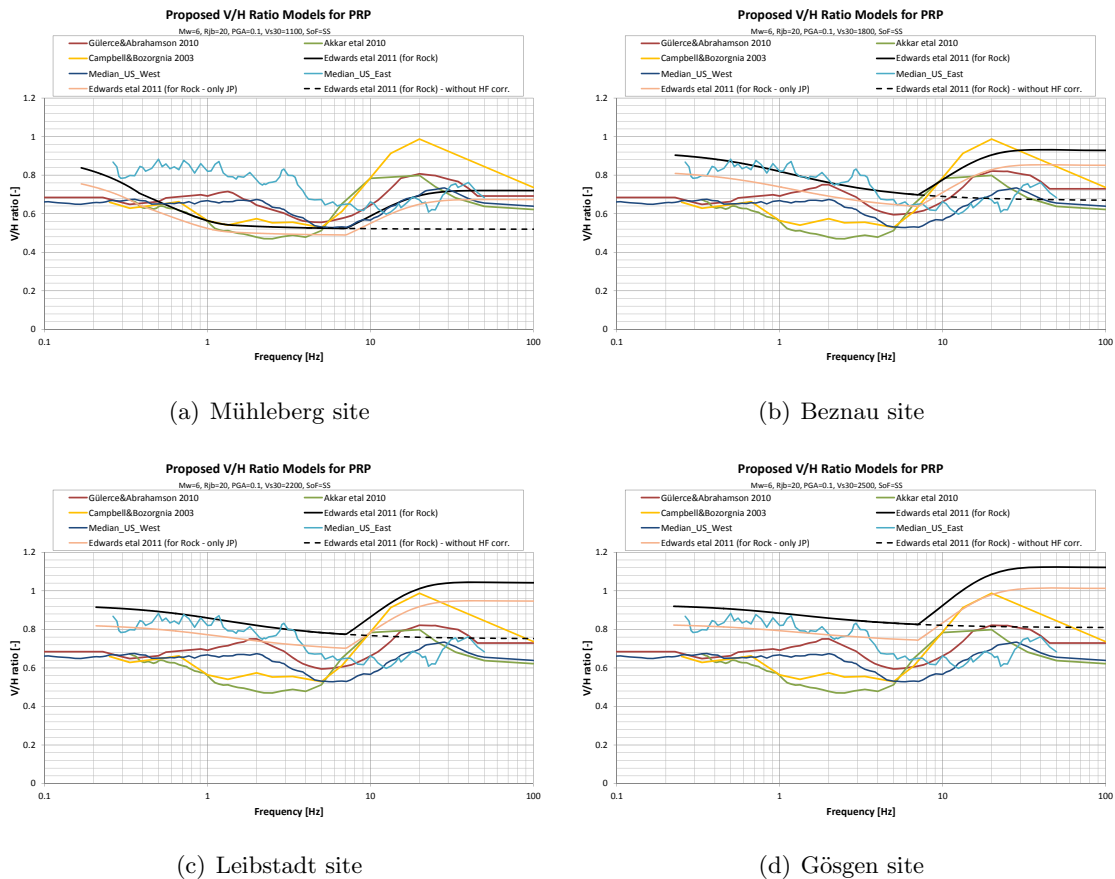 Proposed V/H Ratio Models for PRP
Mw=6, Rjb=20, PGA=0.1, Vs30=1100, SoF=SS
Gülerce&Abrahamson 2010
Akkar etal 2010
Campbell&Bozorgnia 2003
Edwards etal 2011 (for Rock)
Median_US_West
Median_US_East
Edwards etal 2011 (for Rock - only JP)
Edwards etal 2011 (for Rock) - without HF corr.
1.2
1
0.8
0.6
0.4
0.2
0
V/H ratio [-]
0.1
1
10
100
Frequency [Hz]
(a) Mühleberg site
Proposed V/H Ratio Models for PRP
Mw=6, Rjb=20, PGA=0.1, Vs30=1800, SoF=SS
Gülerce&Abrahamson 2010
Akkar etal 2010
Campbell&Bozorgnia 2003
Edwards etal 2011 (for Rock)
Median_US_West
Median_US_East
Edwards etal 2011 (for Rock - only JP)
Edwards etal 2011 (for Rock) - without HF corr.
1.2
1
0.8
0.6
0.4
0.2
0
V/H ratio [-]
0.1
1
10
100
Frequency [Hz]
(b) Beznau site
Proposed V/H Ratio Models for PRP
Mw=6, Rjb=20, PGA=0.1, Vs30=2200, SoF=SS
Gülerce&Abrahamson 2010
Akkar etal 2010
Campbell&Bozorgnia 2003
Edwards etal 2011 (for Rock)
Median_US_West
Median_US_East
Edwards etal 2011 (for Rock - only JP)
Edwards etal 2011 (for Rock) - without HF corr.
1.2
1
0.8
0.6
0.4
0.2
0
V/H ratio [-]
0.1
1
10
100
Frequency [Hz]
(c) Leibstadt site
Proposed V/H Ratio Models for PRP
Mw=6, Rjb=20, PGA=0.1, Vs30=2500, SoF=SS
Gülerce&Abrahamson 2010
Akkar etal 2010
Campbell&Bozorgnia 2003
Edwards etal 2011 (for Rock)
Median_US_West
Median_US_East
Edwards etal 2011 (for Rock - only JP)
Edwards etal 2011 (for Rock) - without HF corr.
1.2
1
0.8
0.6
0.4
0.2
0
V/H ratio [-]
0.1
1
10
100
Frequency [Hz]
(d) Gösgen site